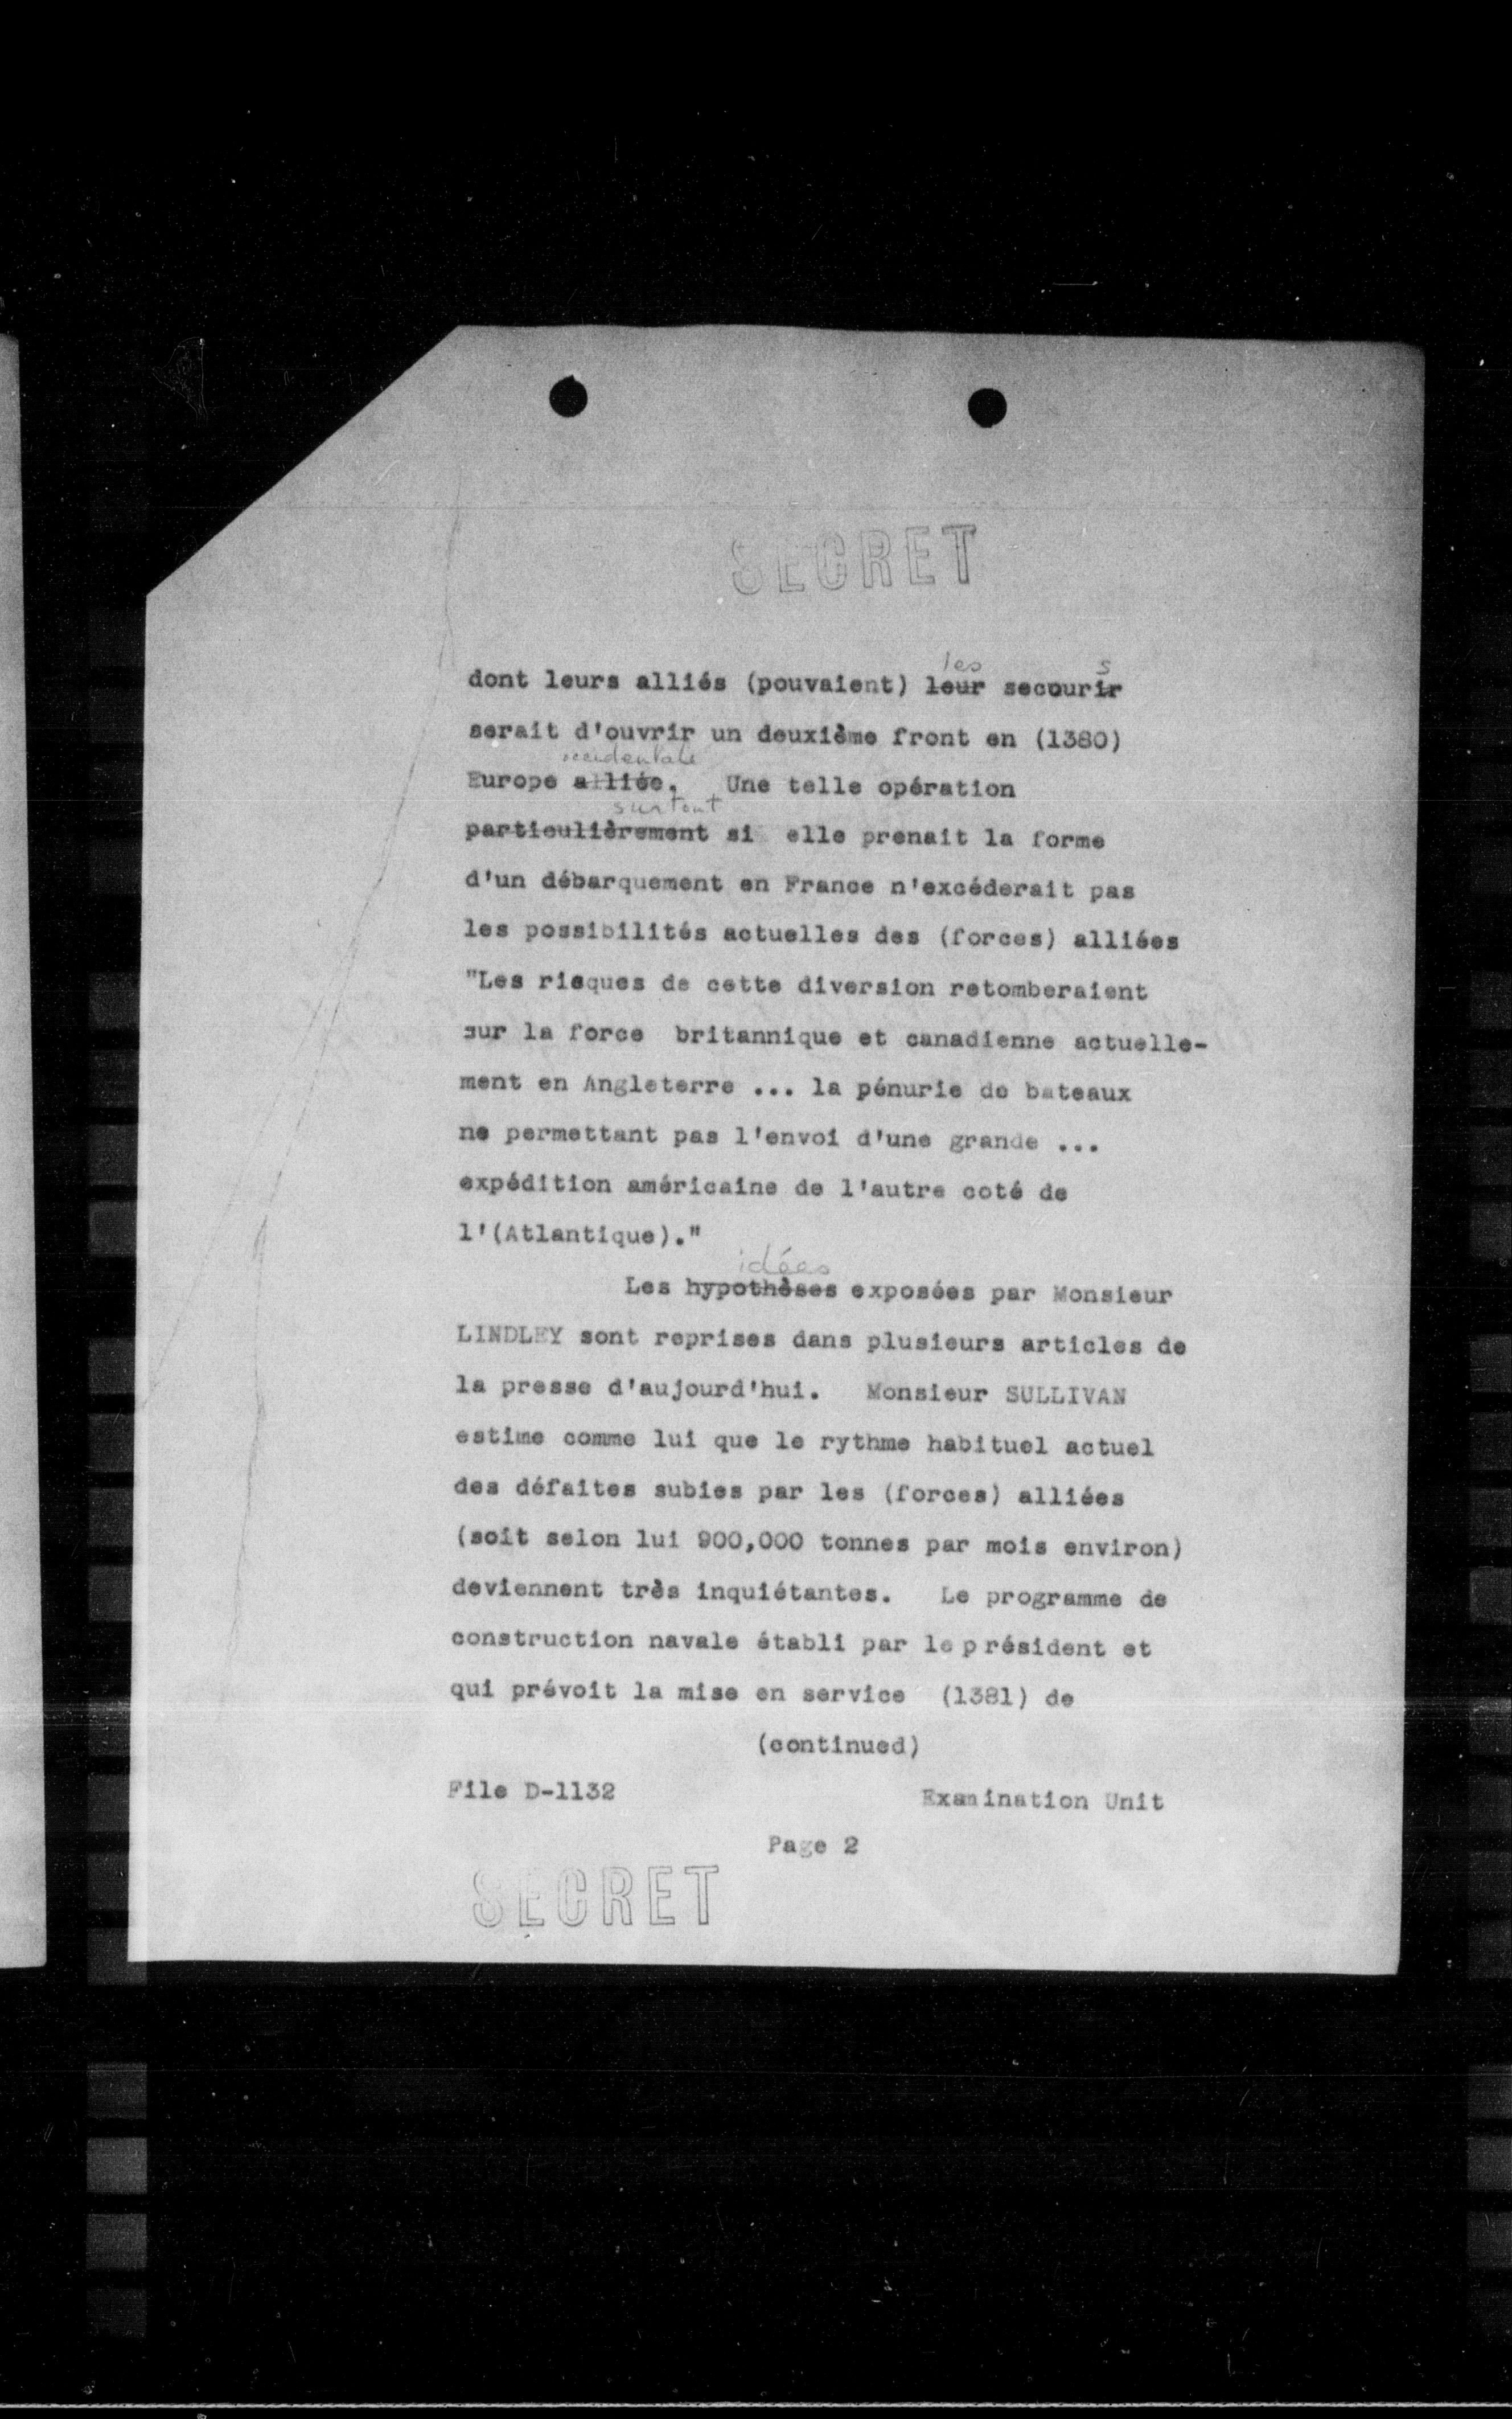 SECRET
les s
dont leurs alliés (pouvaient) leur secourir
serait d'ouvrir un deuxième front en (1380)
occidentale
Europe alliée. Une telle opération
surtout
particulièrement si elle prenait la forme
d'un débarquement en France n'excéderait pas
les possibilités actuelles des (forces) alliées
"Les risques de cette diversion retomberaient
sur la force britannique et canadienne actuelle-
ment en Angleterre ... la pénurie de bateaux
ne permettant pas l'envoi d'une grande ...
expédition américaine de l'autre coté de
l'(Atlantique)."
idées
Les hypothèses exposées par Monsieur
LINDLEY sont reprises dans plusieurs articles de
la presse d'aujourd'hui. Monsieur SULLIVAN
estime comme lui que le rythme habituel actuel
des défaites subies par les (forces) alliées
(soit selon lui 900,000 tonnes par mois environ)
deviennent très inquiétantes. Le programme de
construction navale établi par le président et
qui prévoit la mise en service (1381) de
(continued)
File D-1132 Examination Unit
Page 2
SECRET